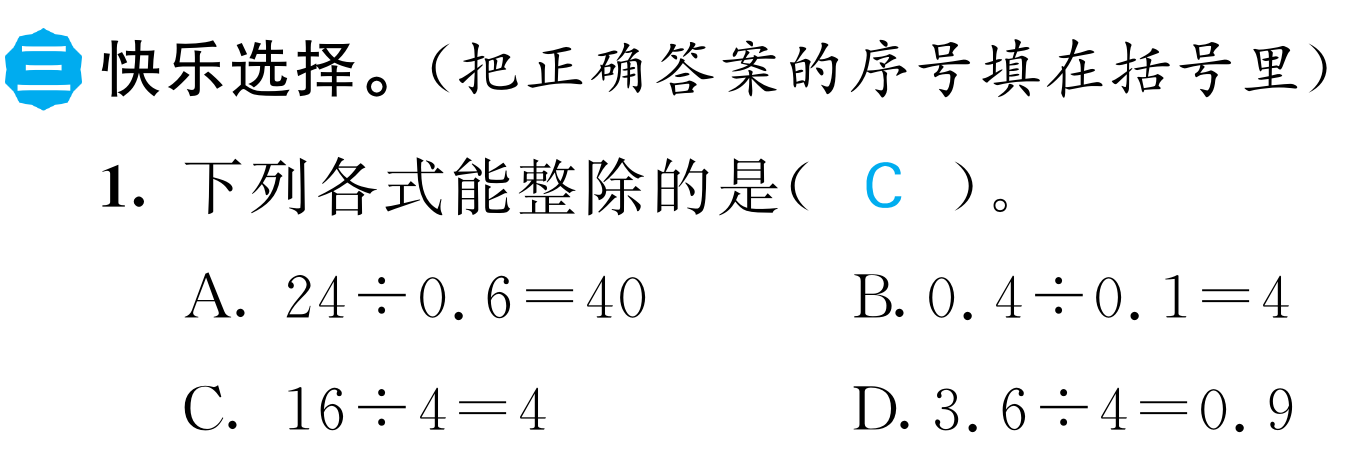 三 快乐选择。(把正确答案的序号填在括号里)
1. 下列各式能整除的是( C )。
A. 24÷0.6=40 B. 0.4÷0.1=4
C. 16÷4=4 D. 3.6÷4=0.9